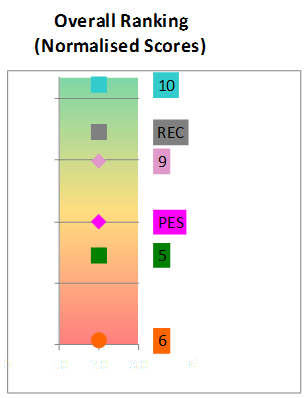 Overall Ranking
(Normalised Scores)
10
REC
9
PES
5
6